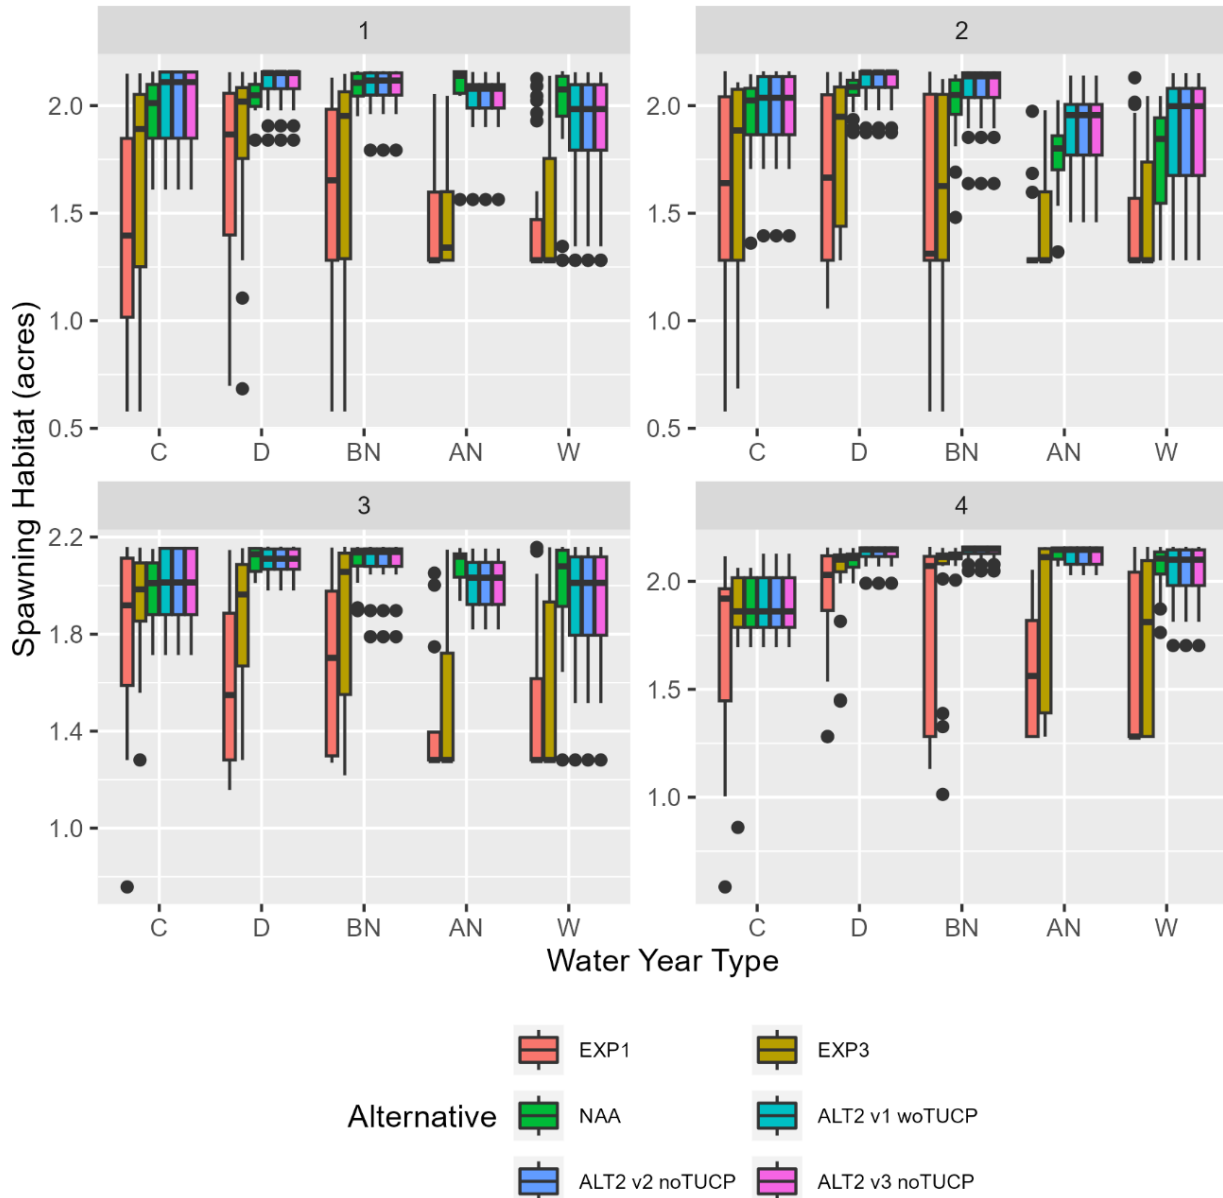 1
2
2.0
1.5
1.0
0.5
C D BN AN W
2.0
1.5
1.0
0.5
C D BN AN W
Spawning Habitat (acres)
3
4
2.2
1.8
1.4
1.0
C D BN AN W
2.0
1.5
1.0
C D BN AN W
Water Year Type
Alternative
EXP1
EXP3
NAA
ALT2 v1 woTUCP
ALT2 v2 noTUCP
ALT2 v3 noTUCP